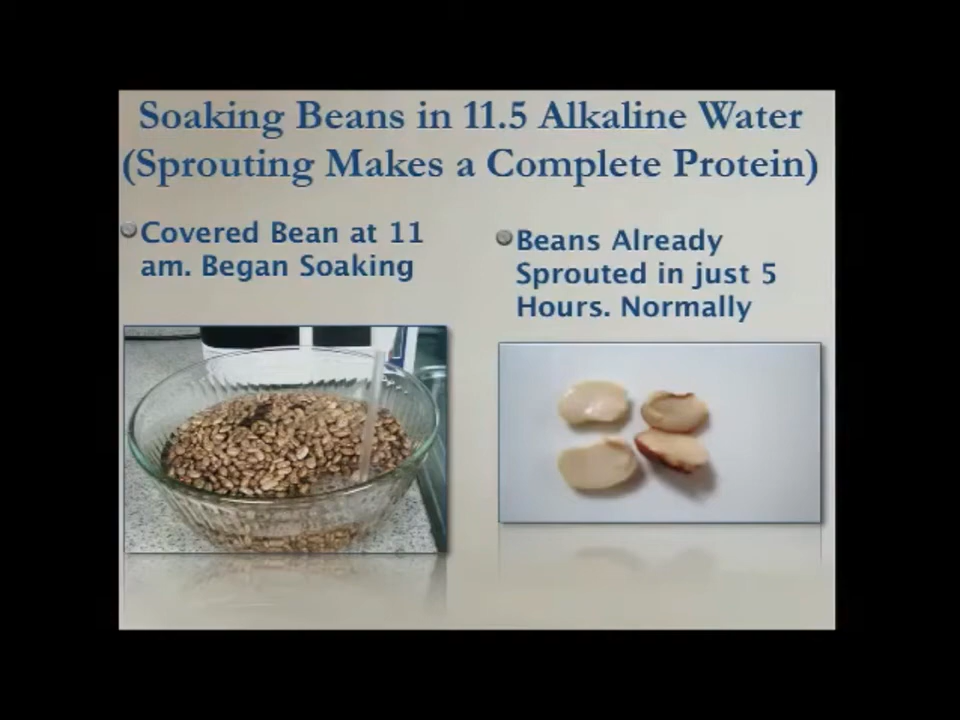 Soaking Beans in 11.5 Alkaline Water
(Sprouting Makes a Complete Protein)
Covered Bean at 11
am. Began Soaking
Beans Already
Sprouted in just 5
Hours. Normally